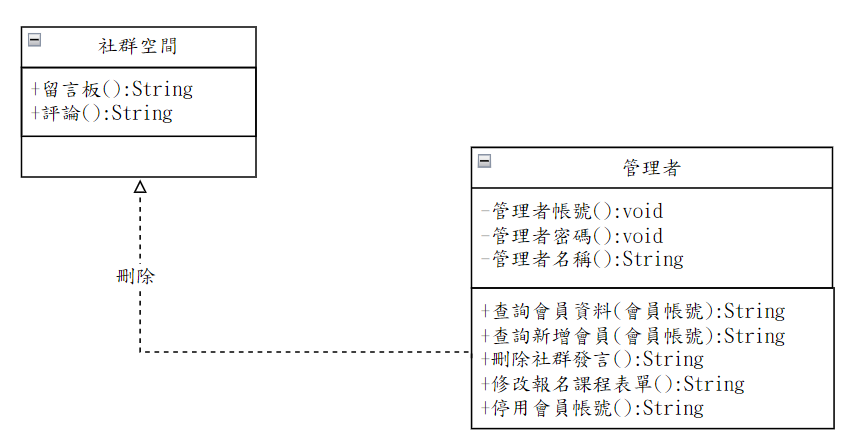 社群空間
+留言板():String
+評論():String
刪除
管理者
-管理者帳號():void
-管理者密碼():void
-管理者名稱():String
+查詢會員資料(會員帳號):String
+查詢新增會員(會員帳號):String
+刪除社群發言():String
+修改報名課程表單():String
+停用會員帳號():String